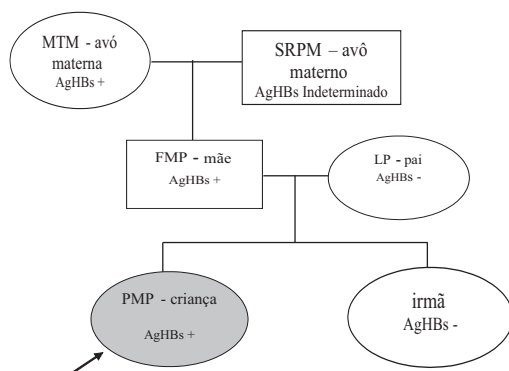 MTM - avó
materna
AgHBs +
SRPM – avô
materno
AgHBs Indeterminado
FMP - mãe
AgHBs +
LP - pai
AgHBs -
PMP - criança
AgHBs +
irmã
AgHBs -